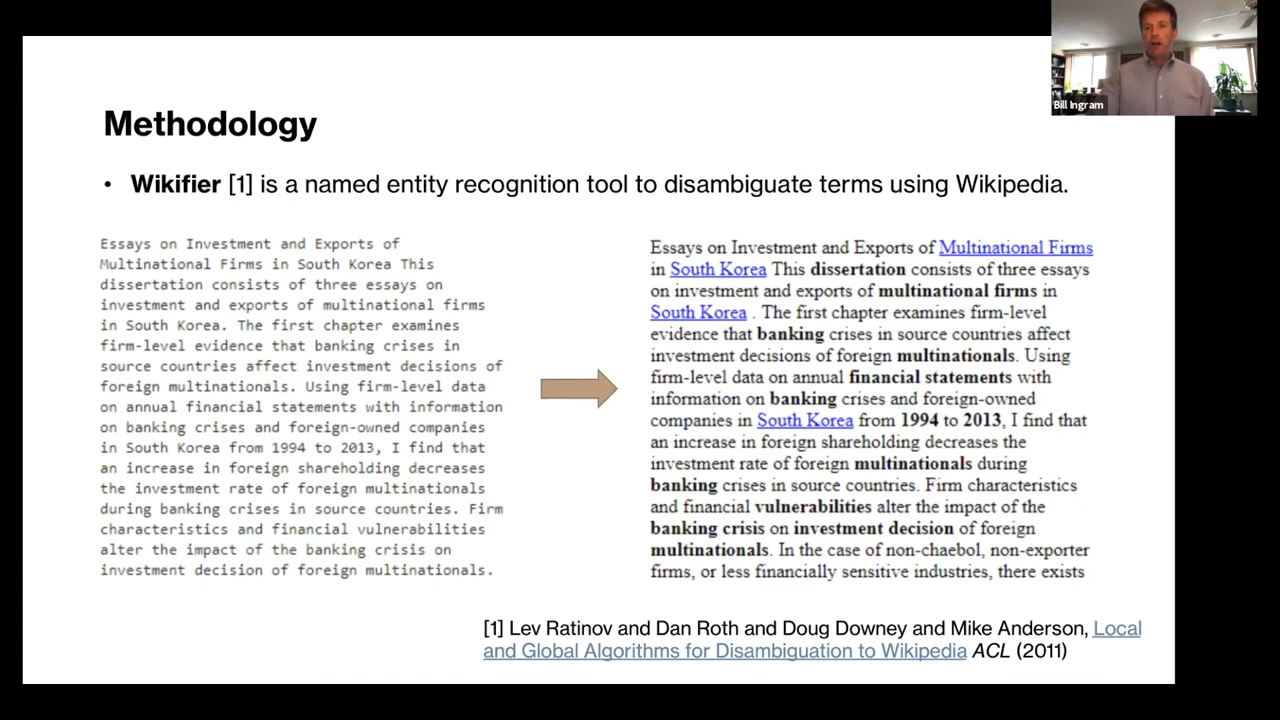 Bill Ingram
Methodology
• Wikifier [1] is a named entity recognition tool to disambiguate terms using Wikipedia.
Essays on Investment and Exports of
Multinational Firms in South Korea This
dissertation consists of three essays on
investment and exports of multinational firms
in South Korea. The first chapter examines
firm-level evidence that banking crises in
source countries affect investment decisions of
foreign multinationals. Using firm-level data
on annual financial statements with information
on banking crises and foreign-owned companies
in South Korea from 1994 to 2013, I find that
an increase in foreign shareholding decreases
the investment rate of foreign multinationals
during banking crises in source countries. Firm
characteristics and financial vulnerabilities
alter the impact of the banking crisis on
investment decision of foreign multinationals.
Essays on Investment and Exports of Multinational Firms
in South Korea This dissertation consists of three essays
on investment and exports of multinational firms in
South Korea . The first chapter examines firm-level
evidence that banking crises in source countries affect
investment decisions of foreign multinationals. Using
firm-level data on annual financial statements with
information on banking crises and foreign-owned
companies in South Korea from 1994 to 2013, I find that
an increase in foreign shareholding decreases the
investment rate of foreign multinationals during
banking crises in source countries. Firm characteristics
and financial vulnerabilities alter the impact of the
banking crisis on investment decision of foreign
multinationals. In the case of non-chaebol, non-exporter
firms, or less financially sensitive industries, there exists
[1] Lev Ratinov and Dan Roth and Doug Downey and Mike Anderson, Local
and Global Algorithms for Disambiguation to Wikipedia ACL (2011)